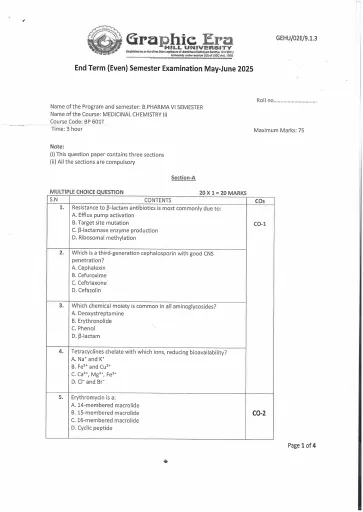 Graphic Era
HILL UNIVERSITY
GEHU/02E/9.1.3
End Term (Even) Semester Examination May-June 2025
Roll no.
Name of the Program and semester: B.PHARMA VI SEMESTER
Name of the Course: MEDICINAL CHEMISTRY III
Course Code: BP 601T
Time: 3 hour
Maximum Marks: 75
Note:
(i) This question paper contains three sections
(ii) All the sections are compulsory
Section-A
MULTIPLE CHOICE QUESTION 20 X 1 = 20 MARKS
S.N CONTENTS COs
1. Resistance to β-lactam antibiotics is most commonly due to:
A. Efflux pump activation
B. Target site mutation
C. β-lactamase enzyme production
D. Ribosomal methylation
CO-1
2. Which is a third-generation cephalosporin with good CNS
penetration?
A. Cephalexin
B. Cefuroxime
C. Ceftriaxone
D. Cefazolin
3. Which chemical moiety is common in all aminoglycosides?
A. Deoxystreptamine
B. Erythronolide
C. Phenol
D. β-lactam
4. Tetracyclines chelate with which ions, reducing bioavailability?
A. Na⁺ and K⁺
B. Fe³⁺ and Cu²⁺
C. Ca²⁺, Mg²⁺, Fe³⁺
D. Cl⁻ and Br⁻
5. Erythromycin is a:
A. 14-membered macrolide
B. 15-membered macrolide
C. 16-membered macrolide
D. Cyclic peptide
CO-2
Page 1 of 4